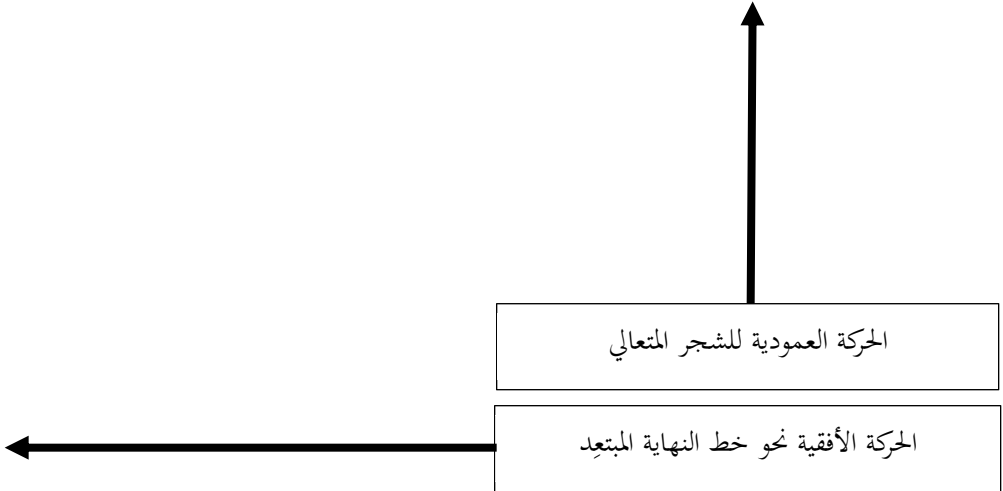 الحركة العمودية للشجر المتعالي
الحركة الأفقية نحو خط النهاية المبتعِد